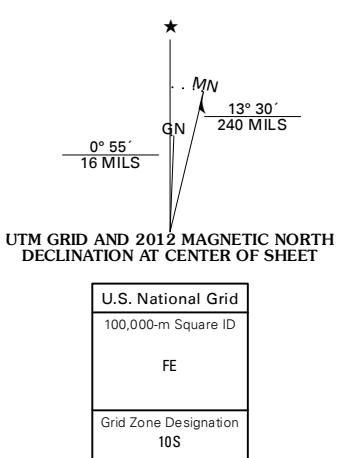 ★
MN
13° 30´
240 MILS
GN
0° 55´
16 MILS
UTM GRID AND 2012 MAGNETIC NORTH
DECLINATION AT CENTER OF SHEET
U.S. National Grid
100,000-m Square ID
FE
Grid Zone Designation
10S